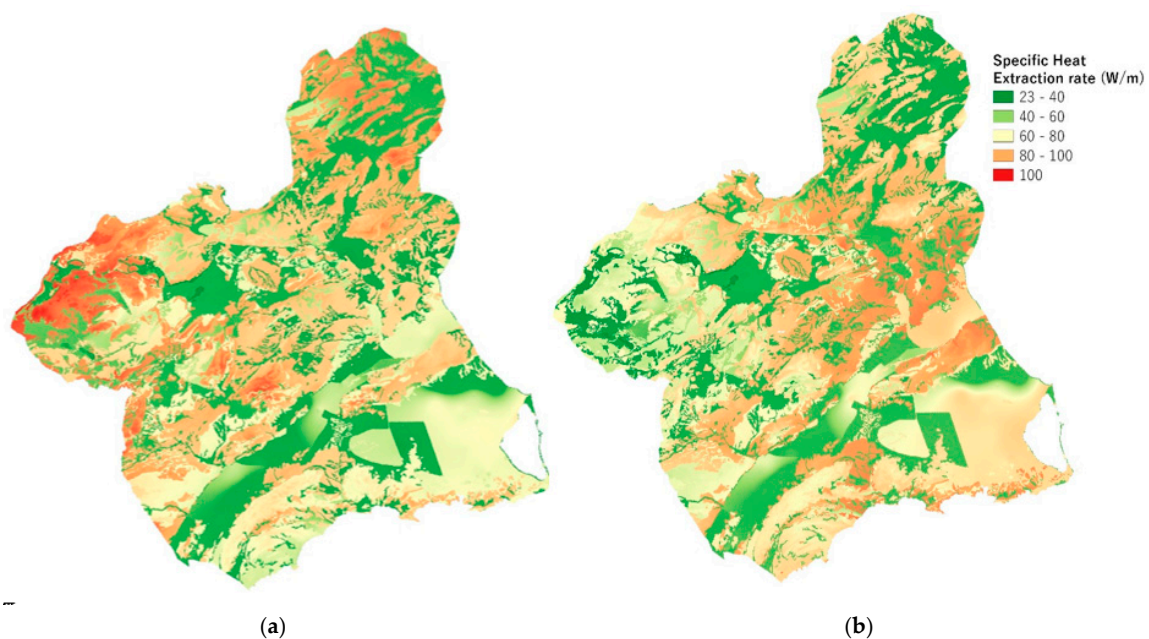 Specific Heat
Extraction rate (W/m)
23 - 40
40 - 60
60 - 80
80 - 100
100
(a)
(b)